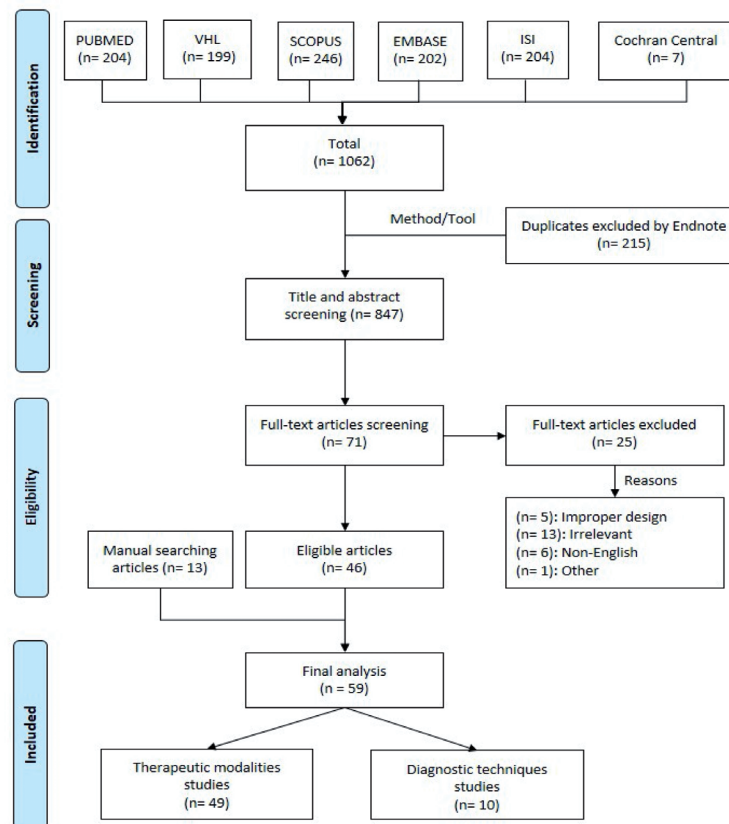 PUBMED
(n= 204)
VHL
(n= 199)
SCOPUS
(n= 246)
EMBASE
(n= 202)
ISI
(n= 204)
Cochran Central
(n= 7)
Identification
Total
(n= 1062)
Method/Tool
Duplicates excluded by Endnote
(n= 215)
Screening
Title and abstract
screening (n= 847)
Eligibility
Full-text articles screening
(n= 71)
Full-text articles excluded
(n= 25)
Reasons
(n= 5): Improper design
(n= 13): Irrelevant
(n= 6): Non-English
(n= 1): Other
Manual searching
articles (n= 13)
Eligible articles
(n= 46)
Included
Final analysis
(n = 59)
Therapeutic modalities
studies
(n= 49)
Diagnostic techniques
studies
(n= 10)